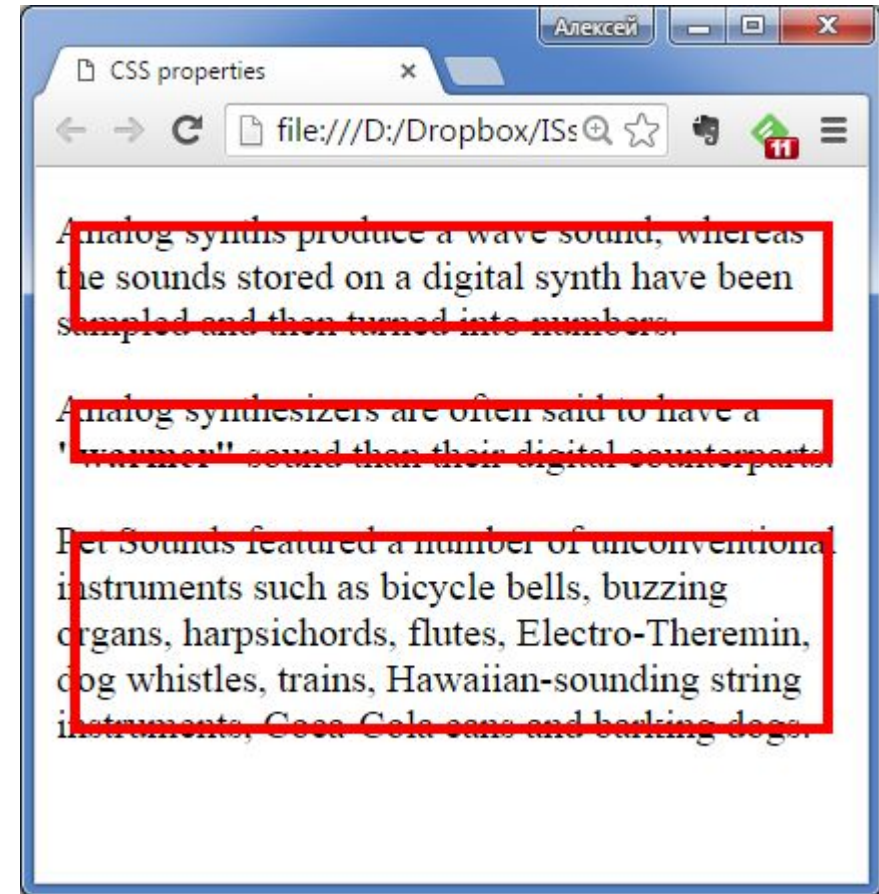 Алексей
CSS properties
file:///D:/Dropbox/ISs
11
Analog synths produce a wave sound, whereas
the sounds stored on a digital synth have been
sampled and then turned into numbers.
Analog synthesizers are often said to have a
"warmer" sound than their digital counterparts.
Pet Sounds featured a number of unconventional
instruments such as bicycle bells, buzzing
organs, harpsichords, flutes, Electro-Theremin,
dog whistles, trains, Hawaiian-sounding string
instruments, Coca-Cola cans and barking dogs.